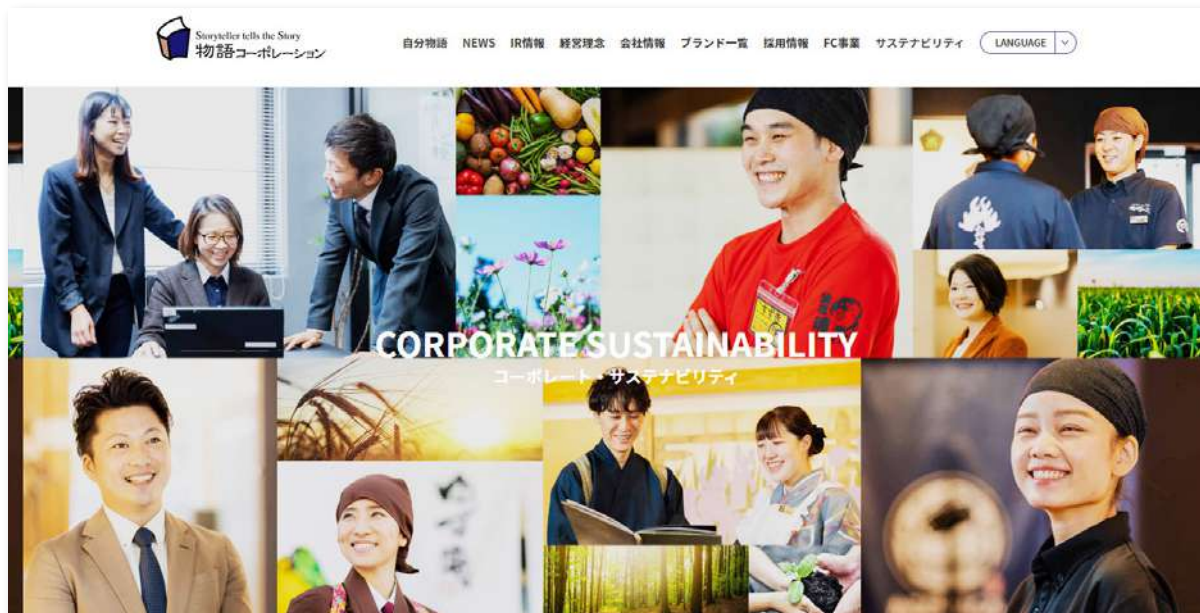 Storyteller tells the Story
物語コーポレーション
自分物語 NEWS IR情報 経営理念 会社情報 ブランド一覧 採用情報 FC事業 サステナビリティ LANGUAGE
CORPORATE SUSTAINABILITY
コーポレート・サステナビリティ